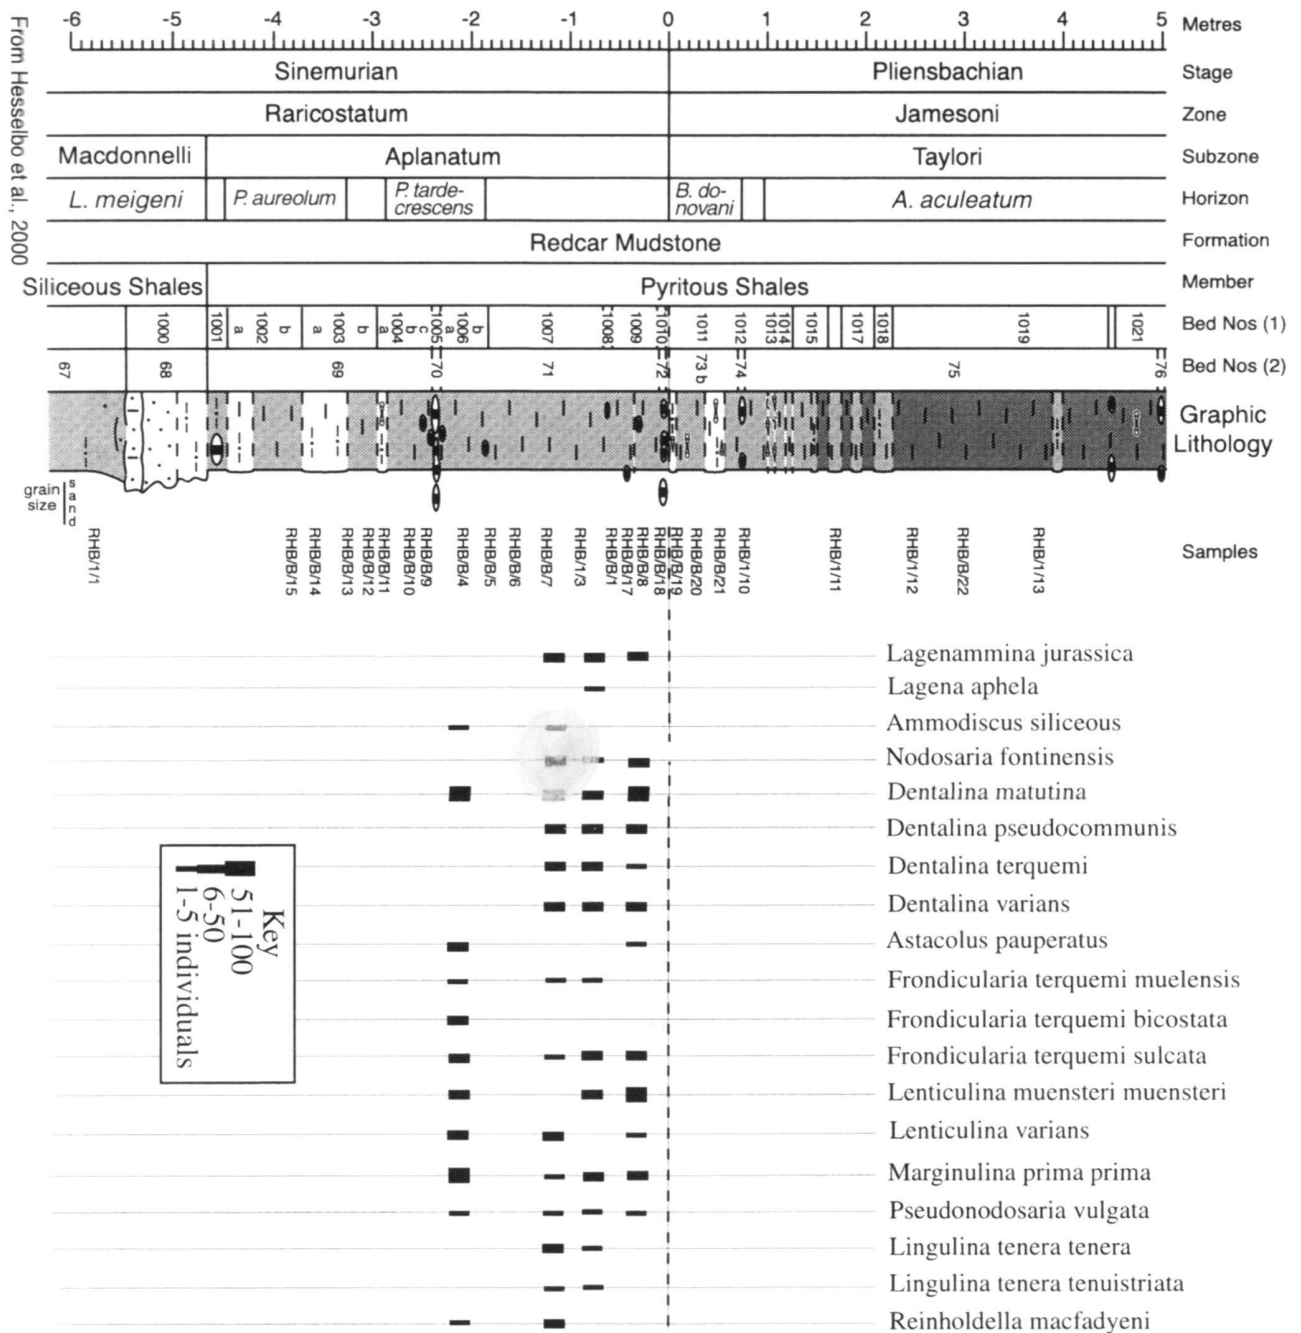 -6 -5 -4 -3 -2 -1 0 1 2 3 4 5 Metres
Sinemurian Pliensbachian Stage
Raricostatum Jamesoni Zone
Macdonnelli Aplanatum Taylori Subzone
L. meigeni P. aureolum P. tarde-crescens B. do-novani A. aculeatum Horizon
Redcar Mudstone Formation
Siliceous Shales Pyritous Shales Member
1000 1001 a 1002 b a 1003 b a 1004 b c 1005 a 1006 b 1007 1008 1009 1010 1011 1012 1013 1014 1015 1017 1018 1019 1021 Bed Nos (1)
67 68 69 70 71 72 73 b 74 75 76 Bed Nos (2)
Graphic
Lithology
grain
size
sand
RHB/1/1 RHB/B/15 RHB/B/14 RHB/B/13 RHB/B/12 RHB/B/11 RHB/B/10 RHB/B/9 RHB/B/4 RHB/B/5 RHB/B/6 RHB/B/7 RHB/1/3 RHB/B/1 RHB/B/17 RHB/B/8 RHB/B/18 RHB/B/19 RHB/B/20 RHB/B/21 RHB/1/10 RHB/1/11 RHB/1/12 RHB/B/22 RHB/1/13 Samples
From Hesselbo et al., 2000
Lagenammina jurassica
Lagena aphela
Ammodiscus siliceous
Nodosaria fontinensis
Dentalina matutina
Dentalina pseudocommunis
Dentalina terquemi
Dentalina varians
Astacolus pauperatus
Frondicularia terquemi muelensis
Frondicularia terquemi bicostata
Frondicularia terquemi sulcata
Lenticulina muensteri muensteri
Lenticulina varians
Marginulina prima prima
Pseudonodosaria vulgata
Lingulina tenera tenera
Lingulina tenera tenuistriata
Reinholdella macfadyeni
Key
51-100
6-50
1-5 individuals